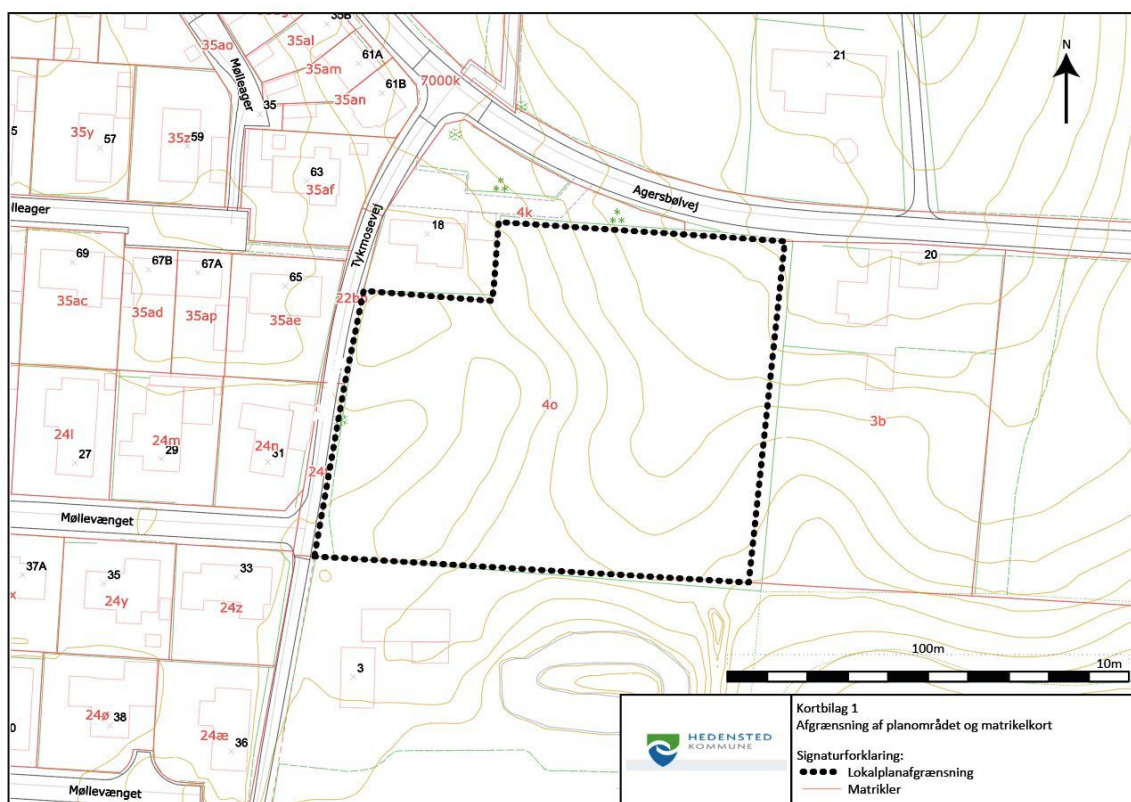 35B
35ao
35al
61A
35am
61B
7000k
35an
Mølleager
35
21
N
5
35y
57
35z
59
63
35af
Agersbølvej
lleager
Tykmosevej
18
4k
20
69
67B
67A
65
35ac
35ad
35ap
35ae
4o
3b
24l
27
24m
29
24n
31
Møllevænget
37A
x
35
24y
33
24z
3
100m
10m
24ø
38
24æ
36
0
Møllevænget
HEDENSTED
KOMMUNE
Kortbilag 1
Afgrænsning af planområdet og matrikelkort
Signaturforklaring:
Lokalplanafgrænsning
Matrikler